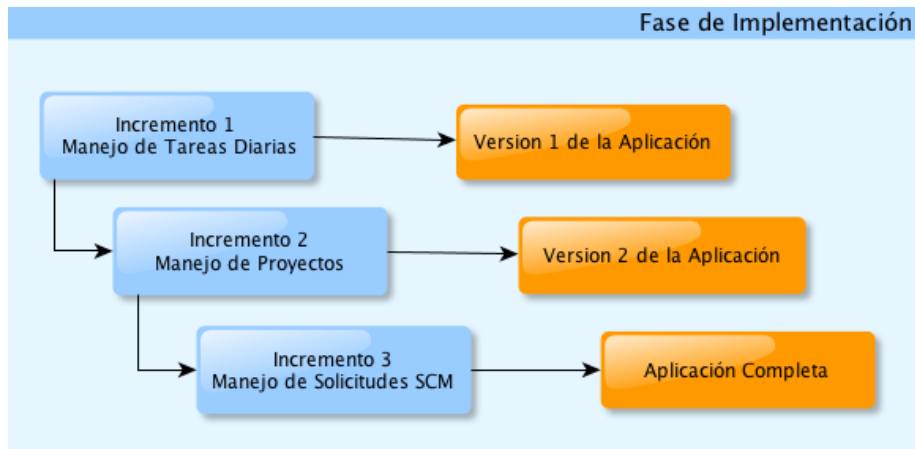 Fase de Implementación
Incremento 1
Manejo de Tareas Diarias
Version 1 de la Aplicación
Incremento 2
Manejo de Proyectos
Version 2 de la Aplicación
Incremento 3
Manejo de Solicitudes SCM
Aplicación Completa